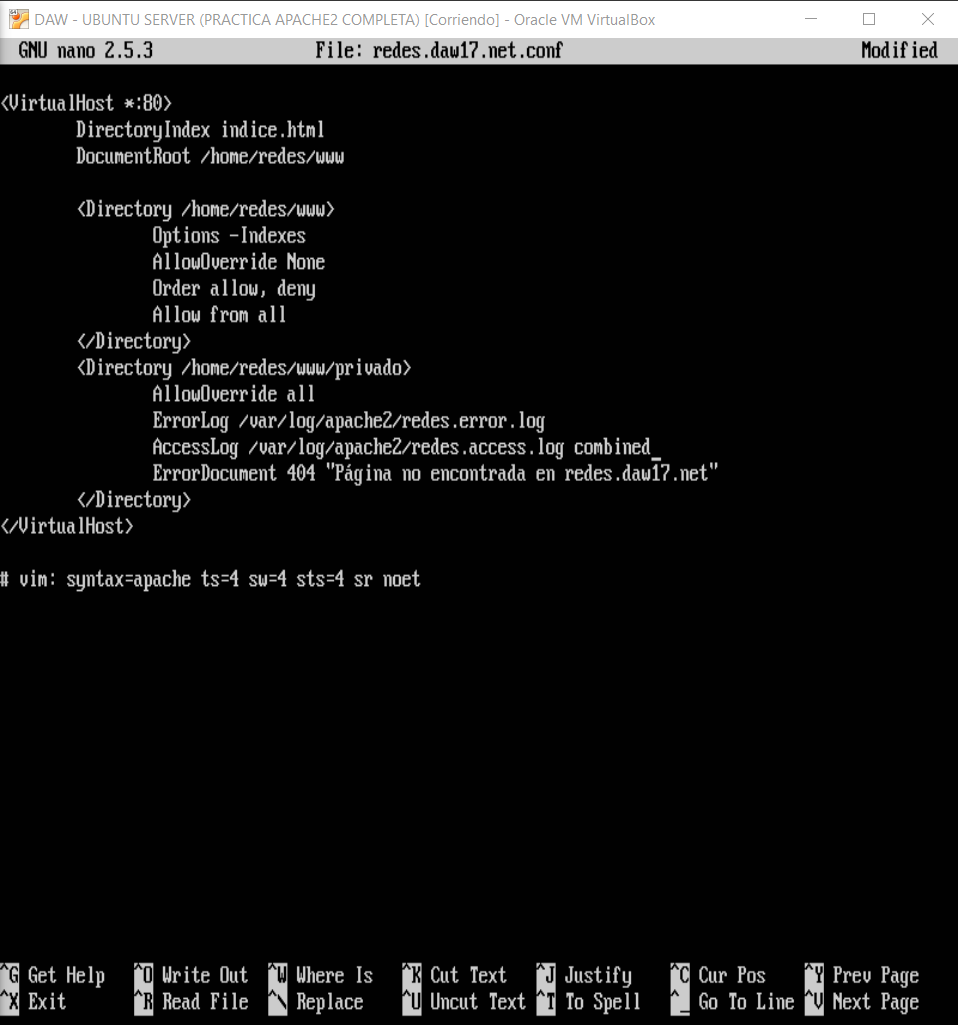 DAW - UBUNTU SERVER (PRACTICA APACHE2 COMPLETA) [Corriendo] - Oracle VM VirtualBox
GNU nano 2.5.3 File: redes.daw17.net.conf Modified
<VirtualHost *:80>
DirectoryIndex indice.html
DocumentRoot /home/redes/www
<Directory /home/redes/www>
Options -Indexes
AllowOverride None
Order allow, deny
Allow from all
</Directory>
<Directory /home/redes/www/privado>
AllowOverride all
ErrorLog /var/log/apache2/redes.error.log
AccessLog /var/log/apache2/redes.access.log combined_
ErrorDocument 404 "Página no encontrada en redes.daw17.net"
</Directory>
</VirtualHost>
# vim: syntax=apache ts=4 sw=4 sts=4 sr noet
^G Get Help ^O Write Out ^W Where Is ^K Cut Text ^J Justify ^C Cur Pos ^Y Prev Page
^X Exit ^R Read File ^\ Replace ^U Uncut Text ^T To Spell ^_ Go To Line ^V Next Page